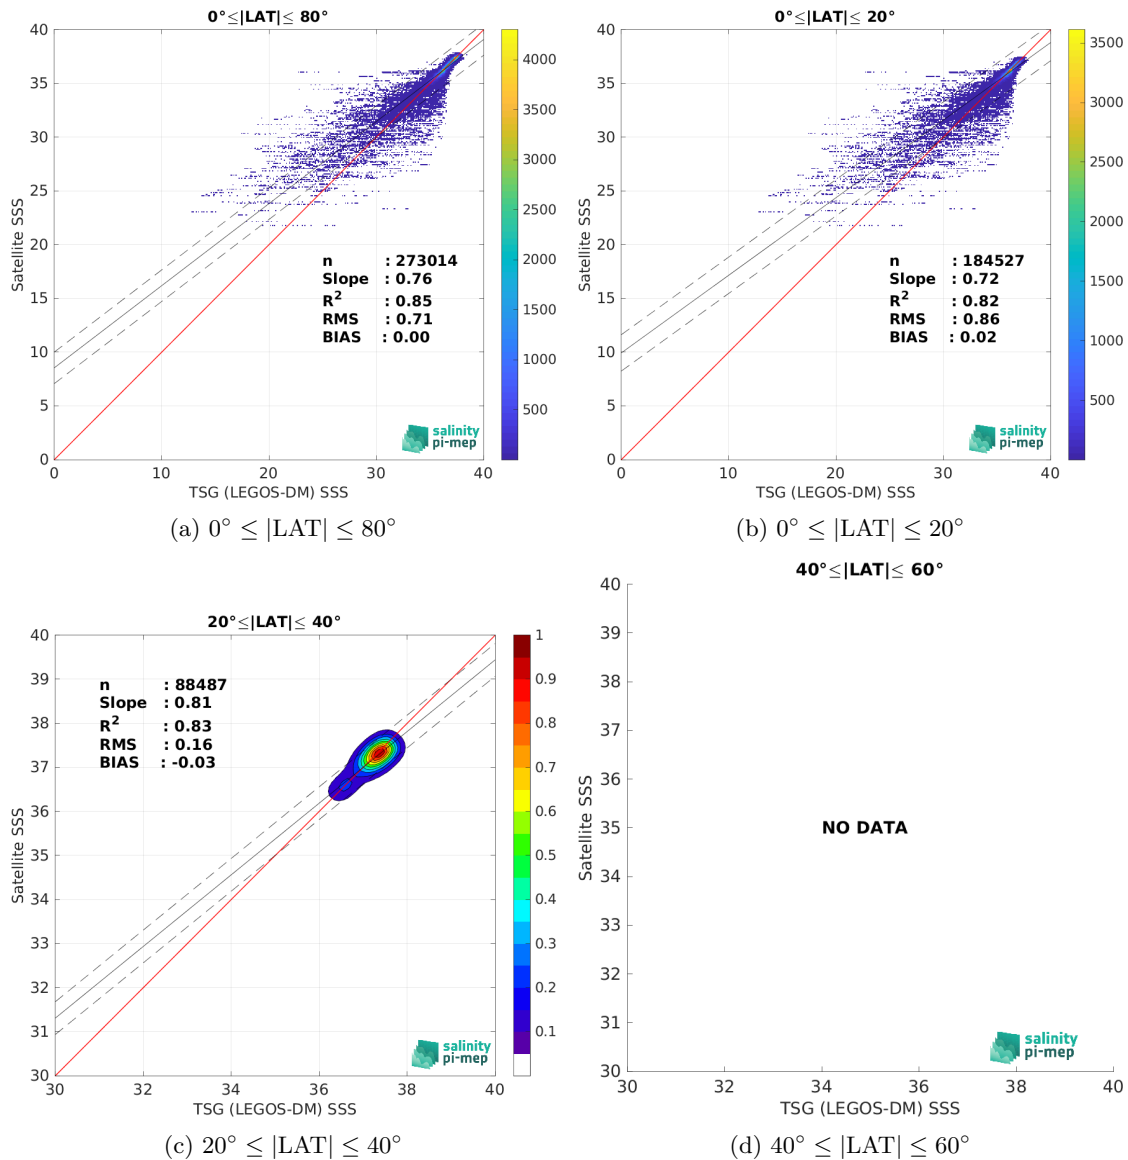 0°≤|LAT|≤ 80°
40
35
30
25
20
15
10
5
0
Satellite SSS
n : 273014
Slope : 0.76
R² : 0.85
RMS : 0.71
BIAS : 0.00
salinity
pi-mep
0 10 20 30 40
TSG (LEGOS-DM) SSS
4000
3500
3000
2500
2000
1500
1000
500
(a) 0° ≤ |LAT| ≤ 80°
0°≤|LAT|≤ 20°
40
35
30
25
20
15
10
5
0
Satellite SSS
n : 184527
Slope : 0.72
R² : 0.82
RMS : 0.86
BIAS : 0.02
salinity
pi-mep
0 10 20 30 40
TSG (LEGOS-DM) SSS
3500
3000
2500
2000
1500
1000
500
(b) 0° ≤ |LAT| ≤ 20°
20°≤|LAT|≤ 40°
40
39
38
37
36
35
34
33
32
31
30
Satellite SSS
n : 88487
Slope : 0.81
R² : 0.83
RMS : 0.16
BIAS : -0.03
salinity
pi-mep
30 32 34 36 38 40
TSG (LEGOS-DM) SSS
1
0.9
0.8
0.7
0.6
0.5
0.4
0.3
0.2
0.1
(c) 20° ≤ |LAT| ≤ 40°
40°≤|LAT|≤ 60°
40
39
38
37
36
35
34
33
32
31
30
Satellite SSS
NO DATA
salinity
pi-mep
30 32 34 36 38 40
TSG (LEGOS-DM) SSS
(d) 40° ≤ |LAT| ≤ 60°